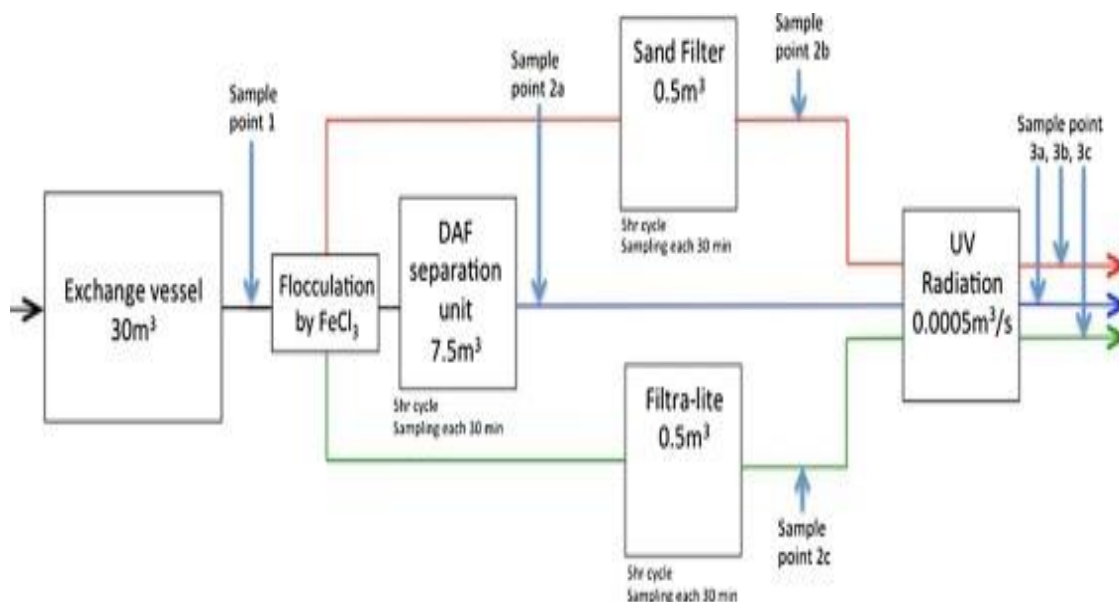 Sample
point 1
Sample
point 2a
Sand Filter
0.5m³
Sample
point 2b
Sample point
3a, 3b, 3c
Exchange vessel
30m³
Flocculation
by FeCl₃
DAF
separation
unit
7.5m³
5hr cycle
Sampling each 30 min
5hr cycle
Sampling each 30 min
UV
Radiation
0.0005m³/s
Filtra-lite
0.5m³
Sample
point 2c
5hr cycle
Sampling each 30 min